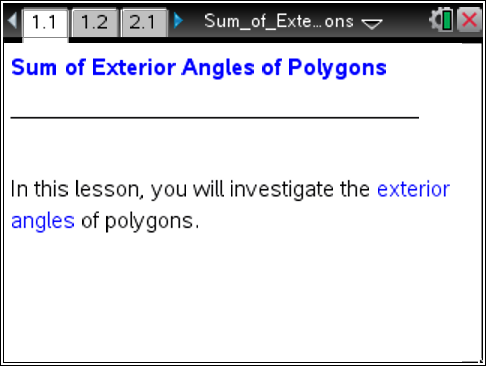 1.1 1.2 2.1 Sum_of_Exte...ons
Sum of Exterior Angles of Polygons
In this lesson, you will investigate the exterior
angles of polygons.